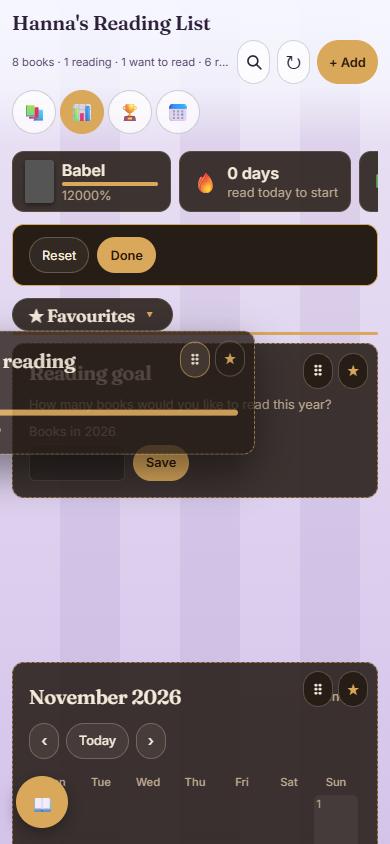 Hanna's Reading List
8 books · 1 reading · 1 want to read · 6 r…
+ Add
Babel
12000%
0 days
read today to start
Reset
Done
★ Favourites ▼
reading
Reading goal
How many books would you like to read this year?
Books in 2026
Save
November 2026
‹
Today
›
Tue
Wed
Thu
Fri
Sat
Sun
1